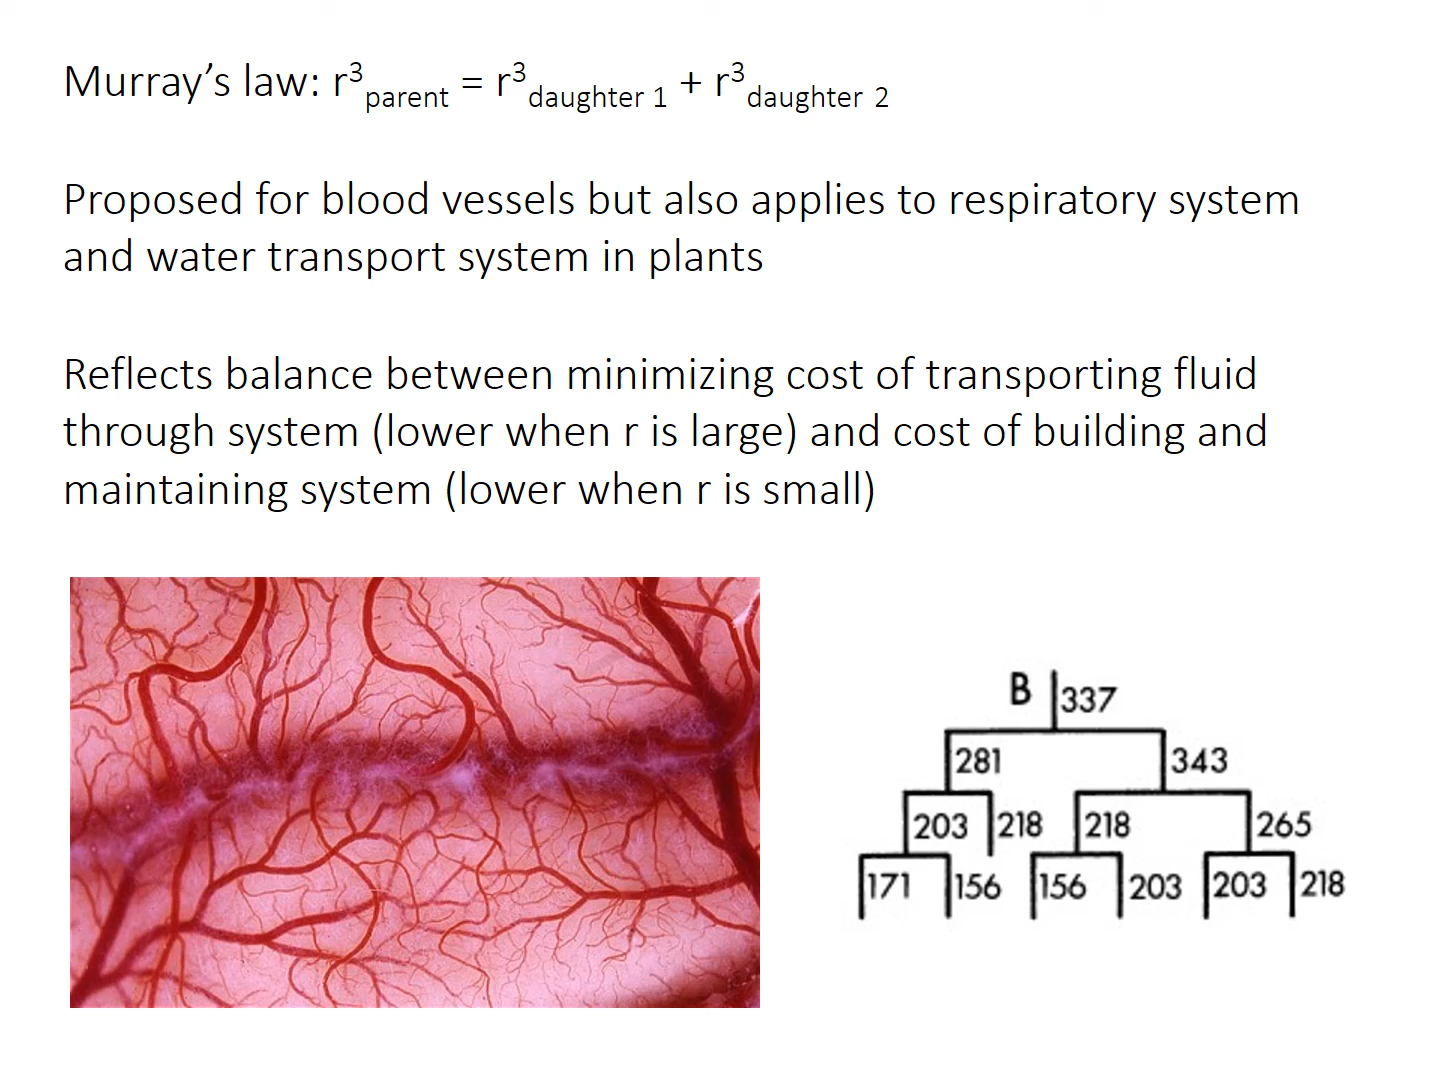 Murray’s law: r³parent = r³daughter 1 + r³daughter 2
Proposed for blood vessels but also applies to respiratory system
and water transport system in plants
Reflects balance between minimizing cost of transporting fluid
through system (lower when r is large) and cost of building and
maintaining system (lower when r is small)
B 337
281 343
203 218 218 265
171 156 156 203 203 218